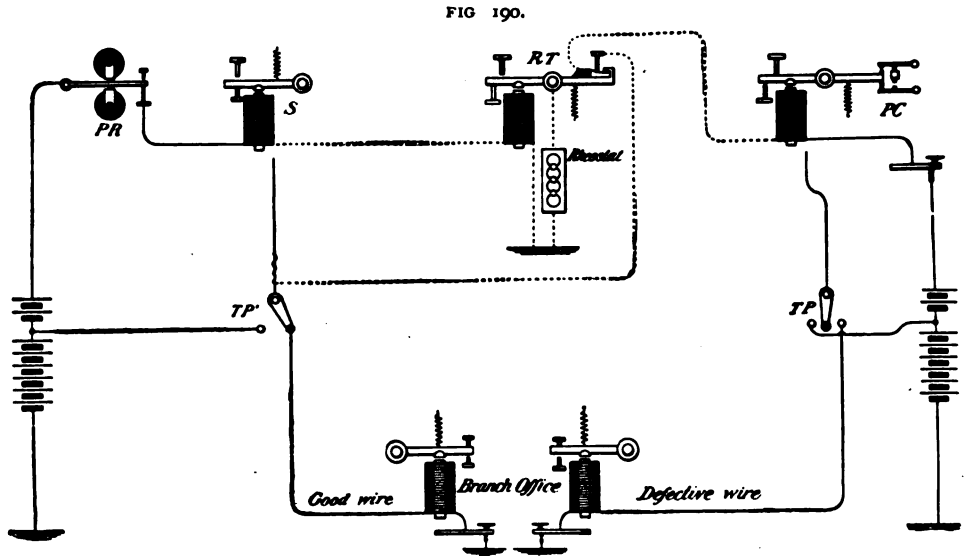 FIG 190.
PR
S
RT
PC
Rheostat
TP'
TP
Good wire
Branch Office
Defective wire